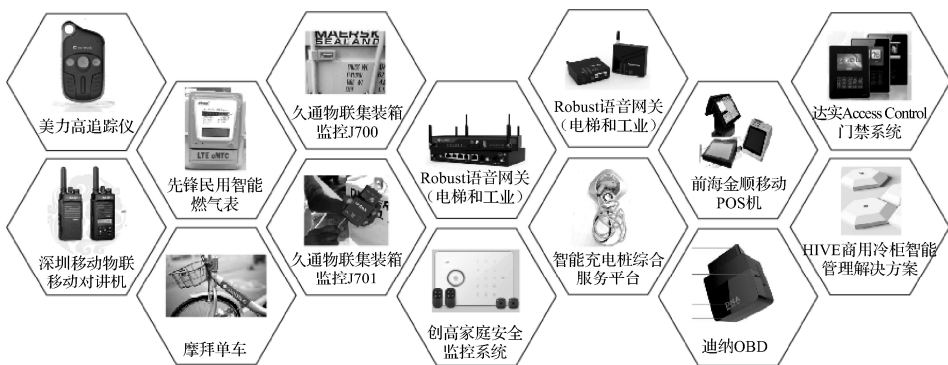 美力高追踪仪
先锋民用智能
燃气表
LTE eMTC
MAERSK
SEALAND
久通物联集装箱
监控J700
Robust语音网关
（电梯和工业）
Robust语音网关
（电梯和工业）
前海金顺移动
POS机
达实Access Control
门禁系统
深圳移动物联
移动对讲机
摩拜单车
久通物联集装箱
监控J701
创高家庭安全
监控系统
智能充电桩综合
服务平台
迪纳OBD
HIVE商用冷柜智能
管理解决方案